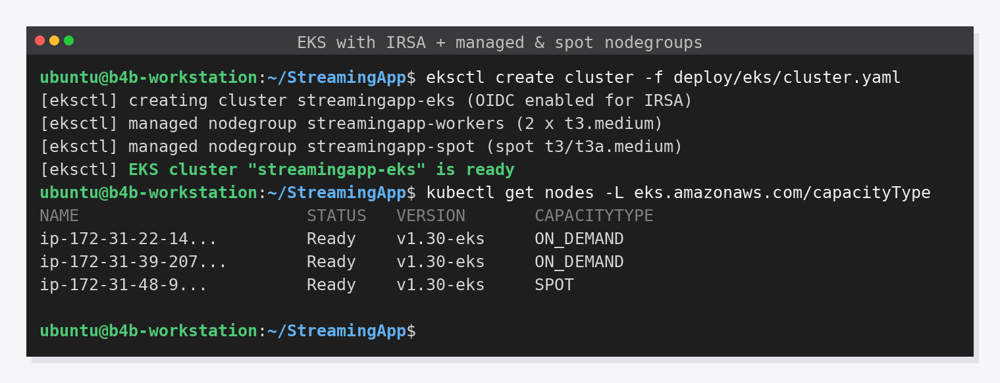 EKS with IRSA + managed & spot nodegroups
ubuntu@b4b-workstation:~/StreamingApp$ eksctl create cluster -f deploy/eks/cluster.yaml
[eksctl] creating cluster streamingapp-eks (OIDC enabled for IRSA)
[eksctl] managed nodegroup streamingapp-workers (2 x t3.medium)
[eksctl] managed nodegroup streamingapp-spot (spot t3/t3a.medium)
[eksctl] EKS cluster "streamingapp-eks" is ready
ubuntu@b4b-workstation:~/StreamingApp$ kubectl get nodes -L eks.amazonaws.com/capacityType
NAME                       STATUS   VERSION       CAPACITYTYPE
ip-172-31-22-14...         Ready    v1.30-eks     ON_DEMAND
ip-172-31-39-207...        Ready    v1.30-eks     ON_DEMAND
ip-172-31-48-9...          Ready    v1.30-eks     SPOT
ubuntu@b4b-workstation:~/StreamingApp$